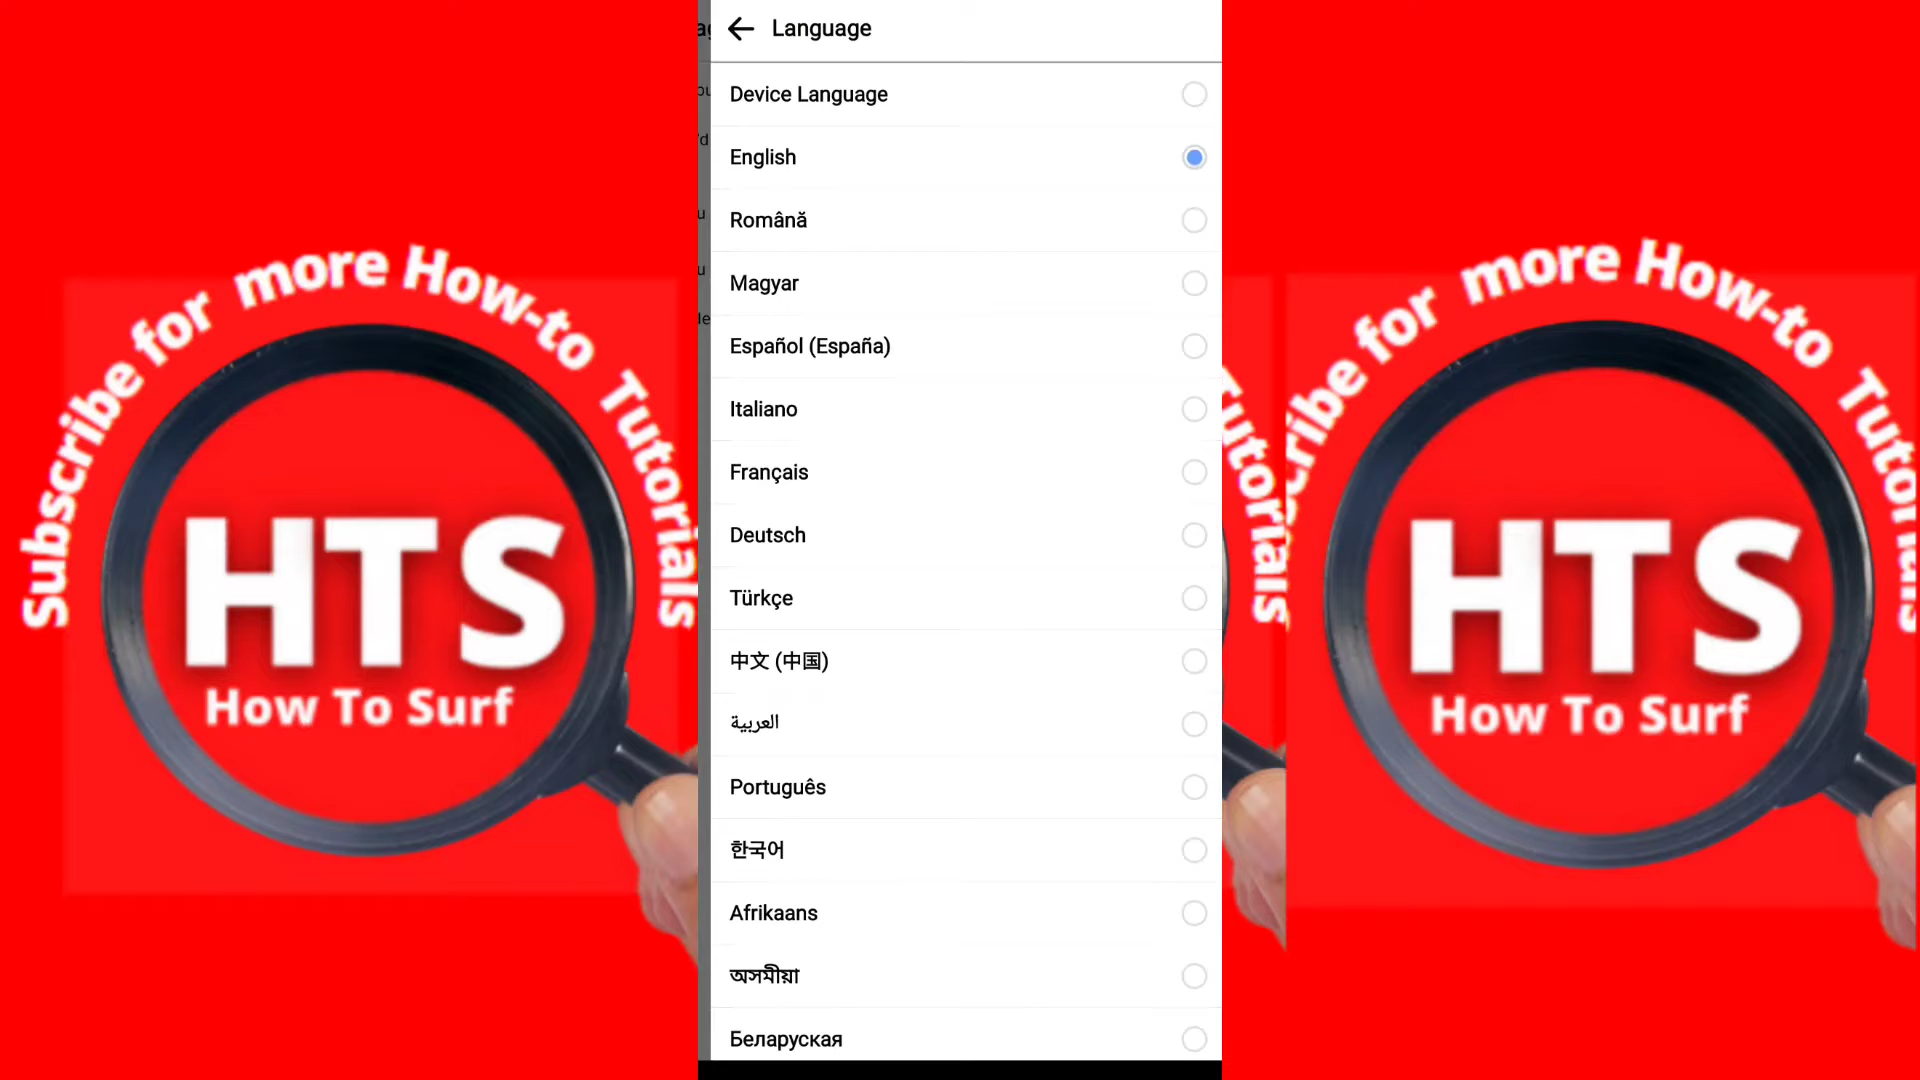 Language
Device Language
English
Română
Magyar
Español (España)
Italiano
Français
Deutsch
Türkçe
中文 (中国)
العربية
Português
한국어
Afrikaans
অসমীয়া
Беларуская
Subscribe for more How-to Tutorials
HTS
How To Surf
Tutorials
Subscribe for more How-to Tutorials
HTS
How To Surf